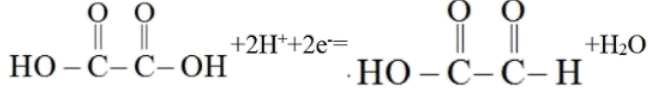 O O O O
|| || +2H⁺+2e⁻= || || +H₂O
HO – C – C – OH . HO – C – C – H